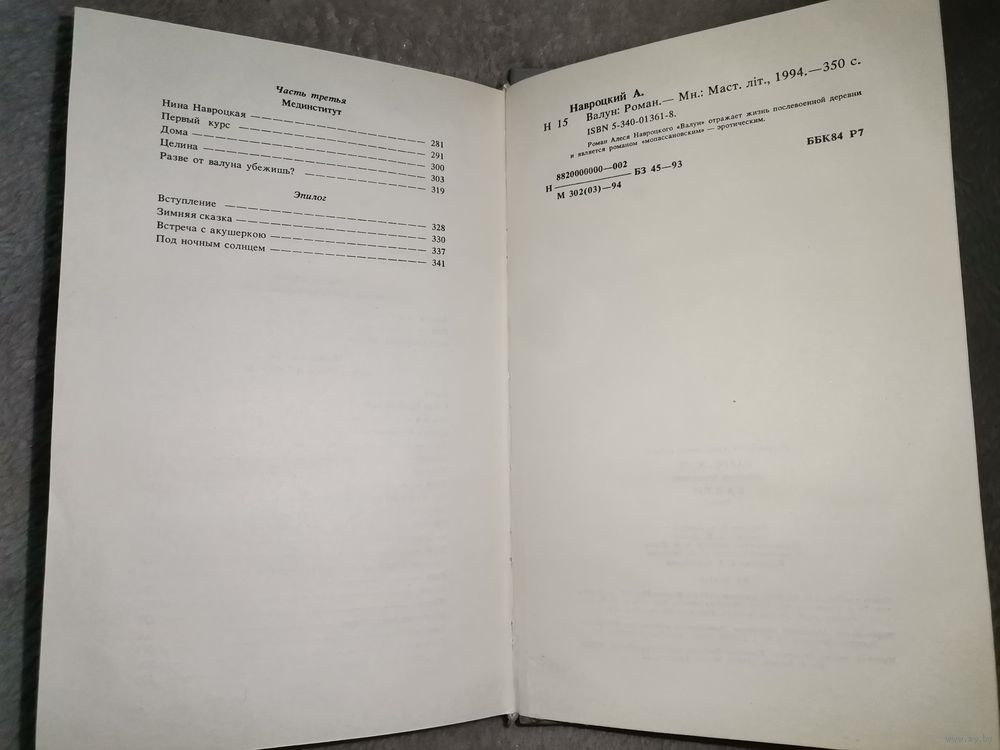 Часть третья
Мединститут
Нина Навроцкая — 281
Первый курс — 291
Дома — 300
Целина — 303
Разве от валуна убежишь? — 319
Эпилог
Вступление — 328
Зимняя сказка — 330
Встреча с акушеркою — 337
Под ночным солнцем — 341
Навроцкий А.
Н 15 Валун: Роман.— Мн.: Маст. літ., 1994.—350 с.
ISBN 5-340-01361-8.
Роман Алеся Навроцкого «Валун» отражает жизнь послевоенной деревни
и является романом «мопассановским» — эротическим.
Н 8820000000—002
М 302(03)—94 БЗ 45—93
ББК84 Р7